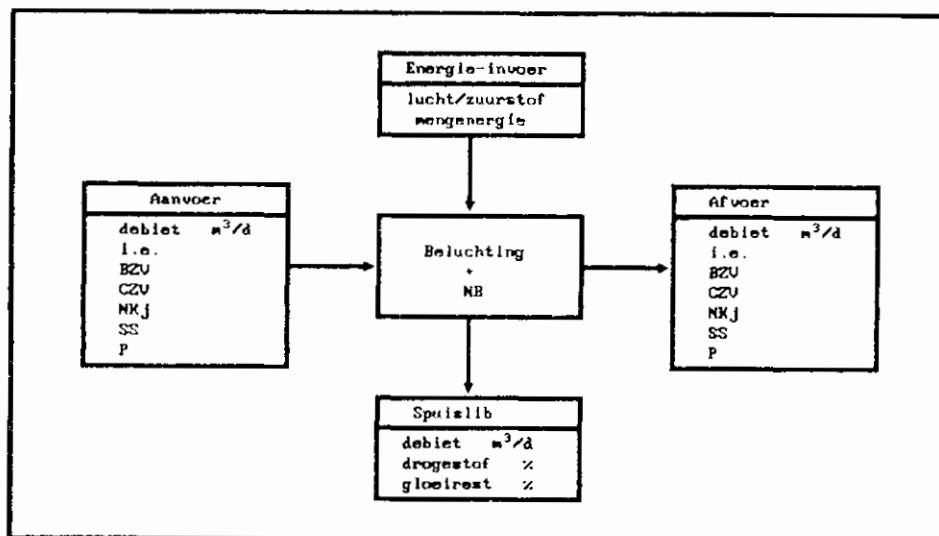 Energie-invoer
lucht/zuurstof
mengenergie
Aanvoer
debiet m³/d
i.e.
BZV
CZV
NKj
SS
P
Beluchting
+
NB
Afvoer
debiet m³/d
i.e.
BZV
CZV
NKj
SS
P
Spuislib
debiet m³/d
drogestof %
gloeirest %